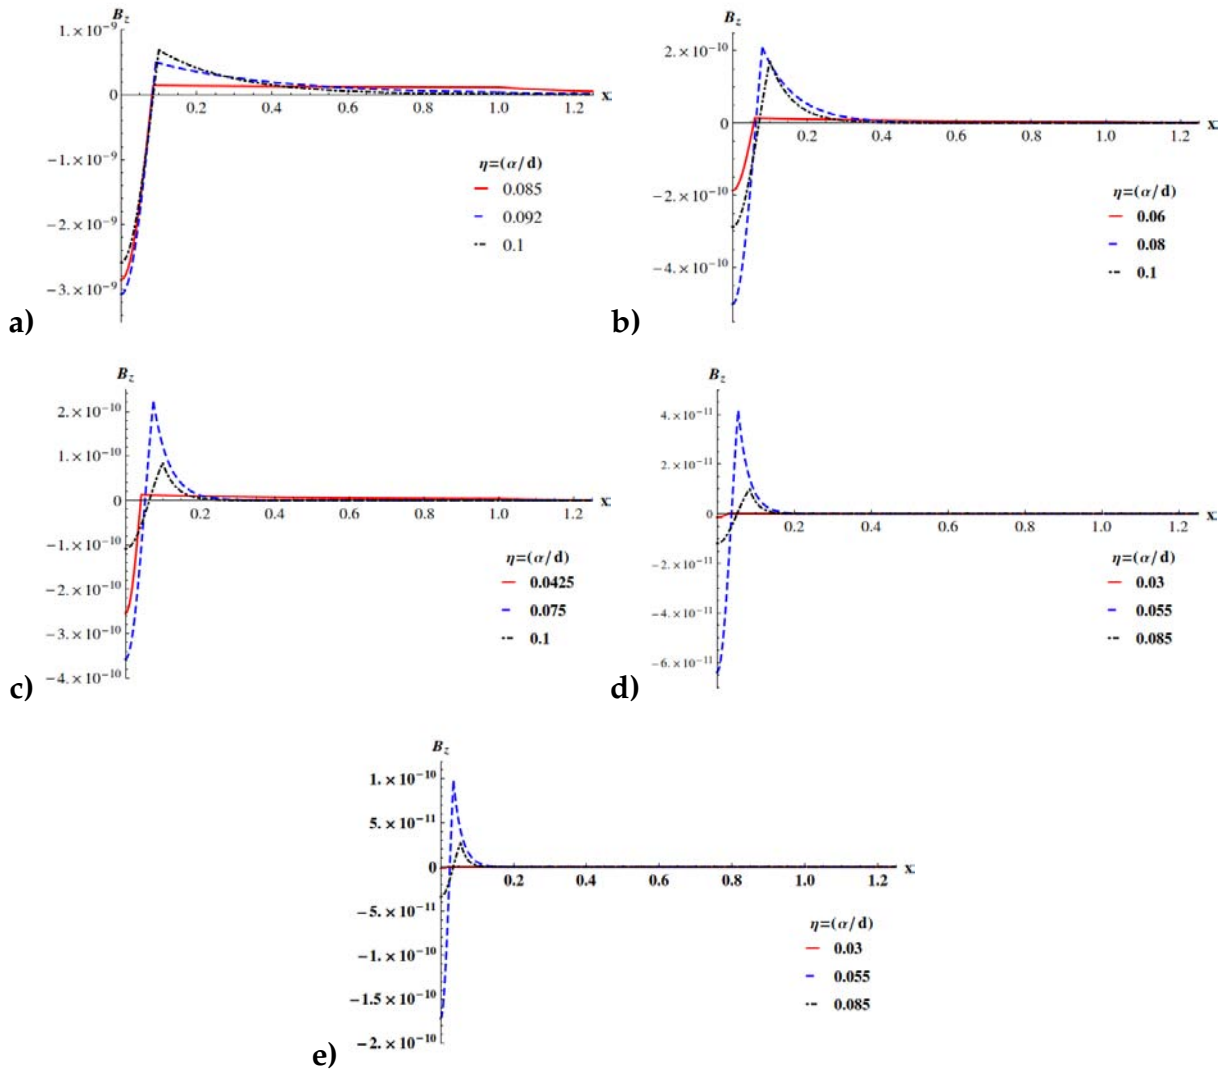 B_z
1.×10^-9
0
-1.×10^-9
-2.×10^-9
-3.×10^-9
0.2 0.4 0.6 0.8 1.0 1.2 x
η=(α/d)
0.085
0.092
0.1
a)
B_z
2.×10^-10
0
-2.×10^-10
-4.×10^-10
0.2 0.4 0.6 0.8 1.0 1.2 x
η=(α/d)
0.06
0.08
0.1
b)
B_z
2.×10^-10
1.×10^-10
0
-1.×10^-10
-2.×10^-10
-3.×10^-10
-4.×10^-10
0.2 0.4 0.6 0.8 1.0 1.2 x
η=(α/d)
0.0425
0.075
0.1
c)
B_z
4.×10^-11
2.×10^-11
0
-2.×10^-11
-4.×10^-11
-6.×10^-11
0.2 0.4 0.6 0.8 1.0 1.2 x
η=(α/d)
0.03
0.055
0.085
d)
B_z
1.×10^-10
5.×10^-11
0
-5.×10^-11
-1.×10^-10
-1.5×10^-10
-2.×10^-10
0.2 0.4 0.6 0.8 1.0 1.2 x
η=(α/d)
0.03
0.055
0.085
e)